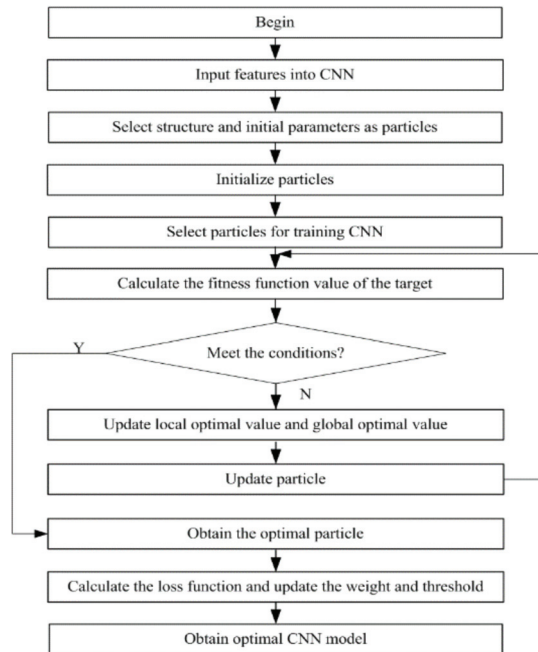 Begin
Input features into CNN
Select structure and initial parameters as particles
Initialize particles
Select particles for training CNN
Calculate the fitness function value of the target
Y
Meet the conditions?
N
Update local optimal value and global optimal value
Update particle
Obtain the optimal particle
Calculate the loss function and update the weight and threshold
Obtain optimal CNN model